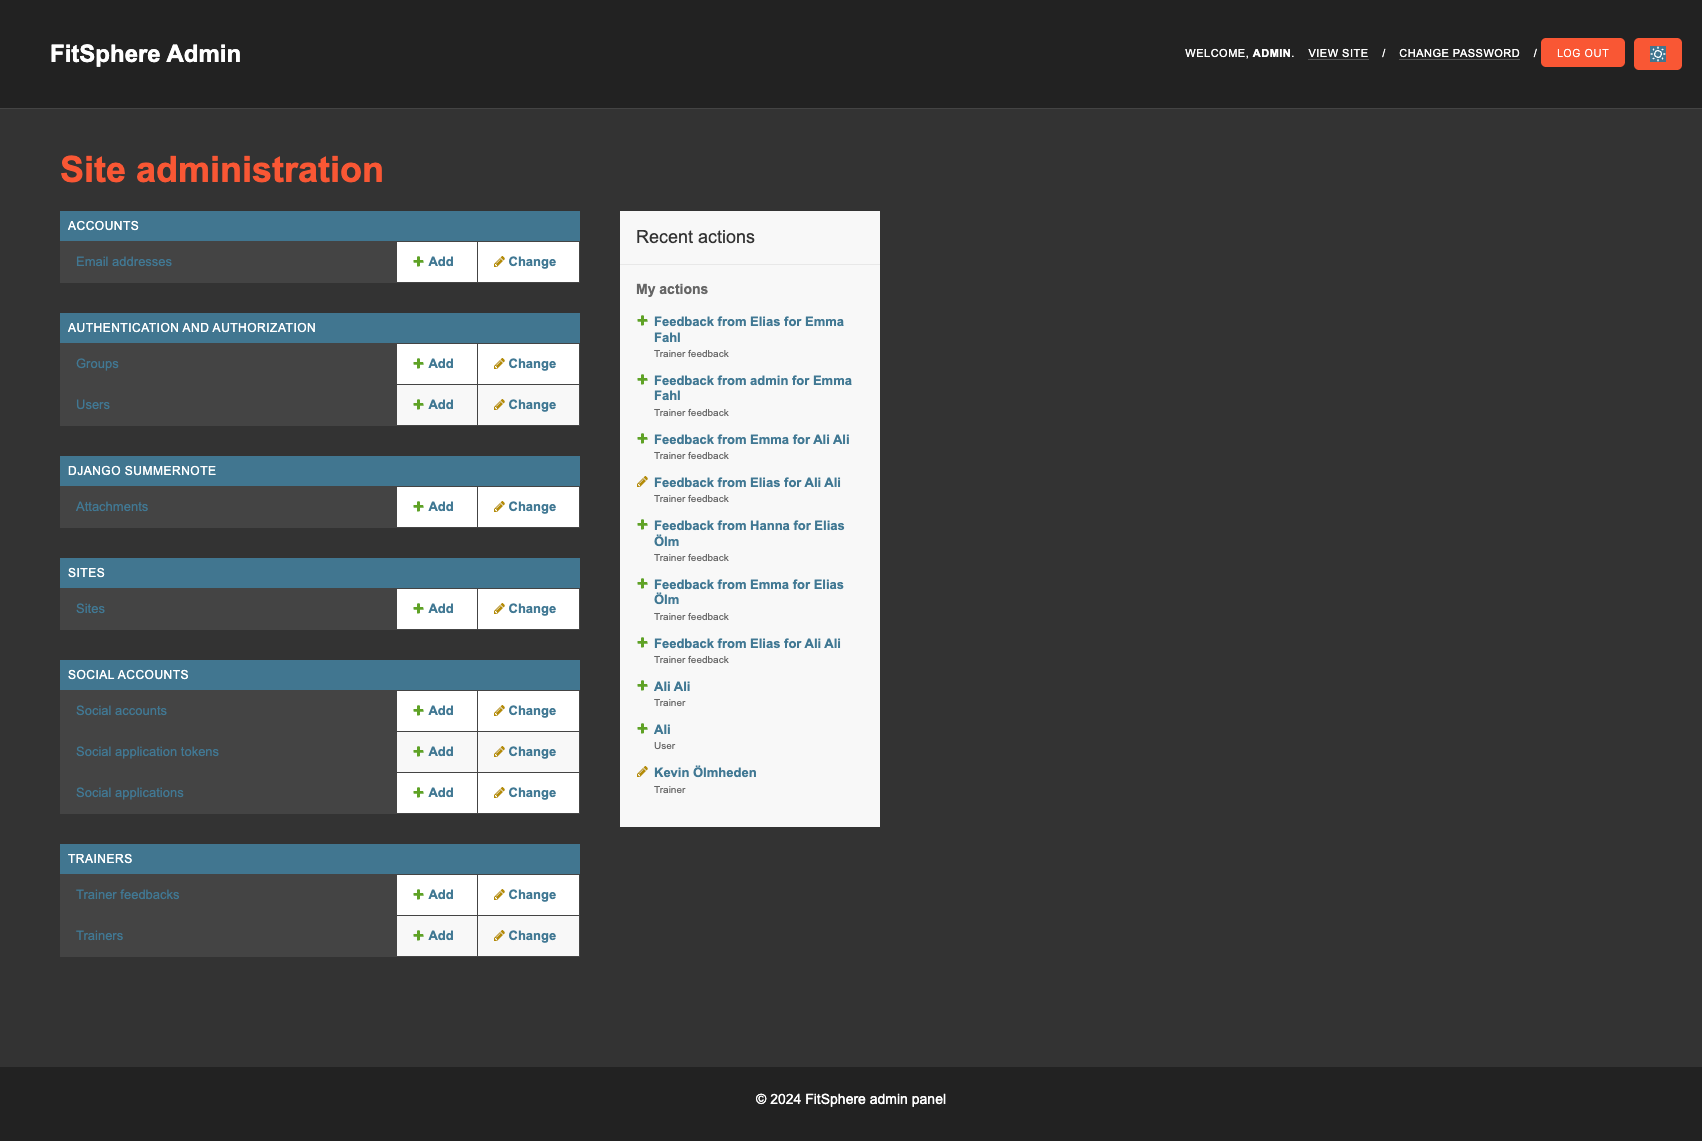 FitSphere Admin
WELCOME, ADMIN. VIEW SITE / CHANGE PASSWORD / LOG OUT
Site administration
ACCOUNTS
Email addresses Add Change
AUTHENTICATION AND AUTHORIZATION
Groups Add Change
Users Add Change
DJANGO SUMMERNOTE
Attachments Add Change
SITES
Sites Add Change
SOCIAL ACCOUNTS
Social accounts Add Change
Social application tokens Add Change
Social applications Add Change
TRAINERS
Trainer feedbacks Add Change
Trainers Add Change
Recent actions
My actions
Feedback from Elias for Emma
Fahl
Trainer feedback
Feedback from admin for Emma
Fahl
Trainer feedback
Feedback from Emma for Ali Ali
Trainer feedback
Feedback from Elias for Ali Ali
Trainer feedback
Feedback from Hanna for Elias
Ölm
Trainer feedback
Feedback from Emma for Elias
Ölm
Trainer feedback
Feedback from Elias for Ali Ali
Trainer feedback
Ali Ali
Trainer
Ali
User
Kevin Ölmheden
Trainer
© 2024 FitSphere admin panel